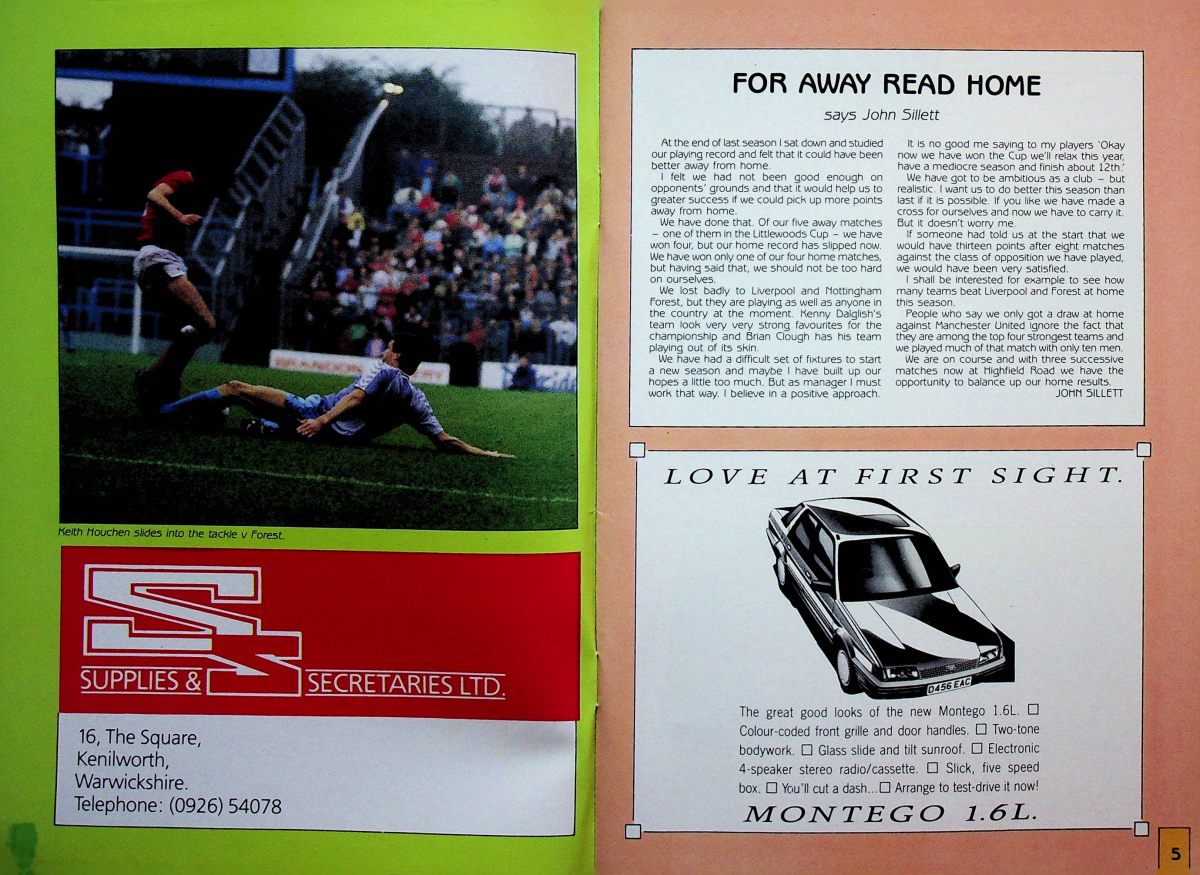 Keith Houchen slides into the tackle v Forest.
SS
SUPPLIES & SECRETARIES LTD.
16, The Square,
Kenilworth,
Warwickshire.
Telephone: (0926) 54078
FOR AWAY READ HOME
says John Sillett
At the end of last season I sat down and studied
our playing record and felt that it could have been
better away from home.
I felt we had not been good enough on
opponents' grounds and that it would help us to
greater success if we could pick up more points
away from home.
We have done that. Of our five away matches
– one of them in the Littlewoods Cup – we have
won four, but our home record has slipped now.
We have won only one of our four home matches,
but having said that, we should not be too hard
on ourselves.
We lost badly to Liverpool and Nottingham
Forest, but they are playing as well as anyone in
the country at the moment. Kenny Dalglish's
team look very very strong favourites for the
championship and Brian Clough has his team
playing out of its skin.
We have had a difficult set of fixtures to start
a new season and maybe I have built up our
hopes a little too much. But as manager I must
work that way. I believe in a positive approach.
It is no good me saying to my players 'Okay
now we have won the Cup we'll relax this year,
have a mediocre season and finish about 12th.'
We have got to be ambitious as a club – but
realistic. I want us to do better this season than
last if it is possible. If you like we have made a
cross for ourselves and now we have to carry it.
But it doesn't worry me.
If someone had told us at the start that we
would have thirteen points after eight matches
against the class of opposition we have played,
we would have been very satisfied.
I shall be interested for example to see how
many teams beat Liverpool and Forest at home
this season.
People who say we only got a draw at home
against Manchester United ignore the fact that
they are among the top four strongest teams and
we played much of that match with only ten men.
We are on course and with three successive
matches now at Highfield Road we have the
opportunity to balance up our home results.
JOHN SILLETT
LOVE AT FIRST SIGHT.
D456 EAC
The great good looks of the new Montego 1.6L. □
Colour-coded front grille and door handles. □ Two-tone
bodywork. □ Glass slide and tilt sunroof. □ Electronic
4-speaker stereo radio/cassette. □ Slick, five speed
box. □ You'll cut a dash...□ Arrange to test-drive it now!
MONTEGO 1.6L.
5